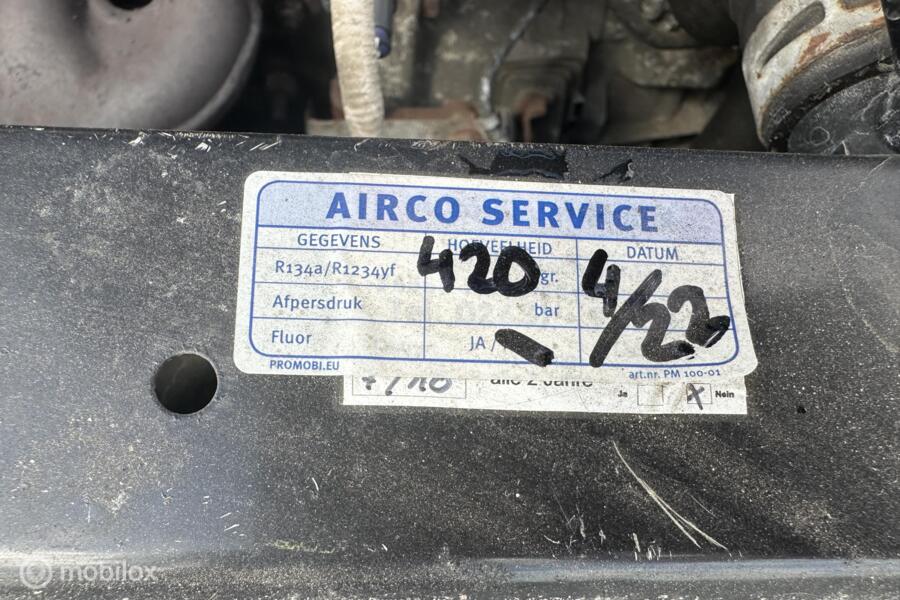 AIRCO SERVICE
GEGEVENS HOEVEELHEID DATUM
R134a/R1234yf 420 gr. 4/22
Afpersdruk bar
Fluor JA /
PROMOBI.EU art.nr. PM 100-01
alle 2 Jahre
Ja X Nein
mobilox